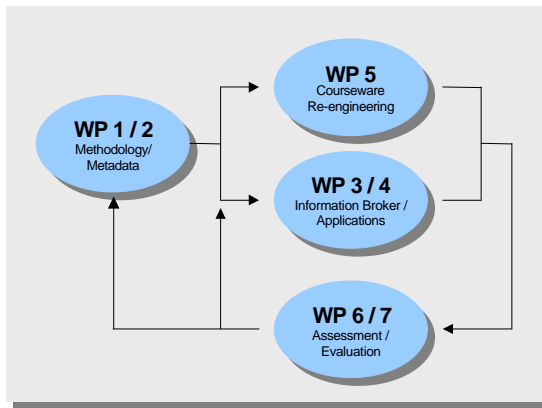 WP 1 / 2
Methodology/
Metadata
WP 5
Courseware
Re-engineering
WP 3 / 4
Information Broker /
Applications
WP 6 / 7
Assessment /
Evaluation